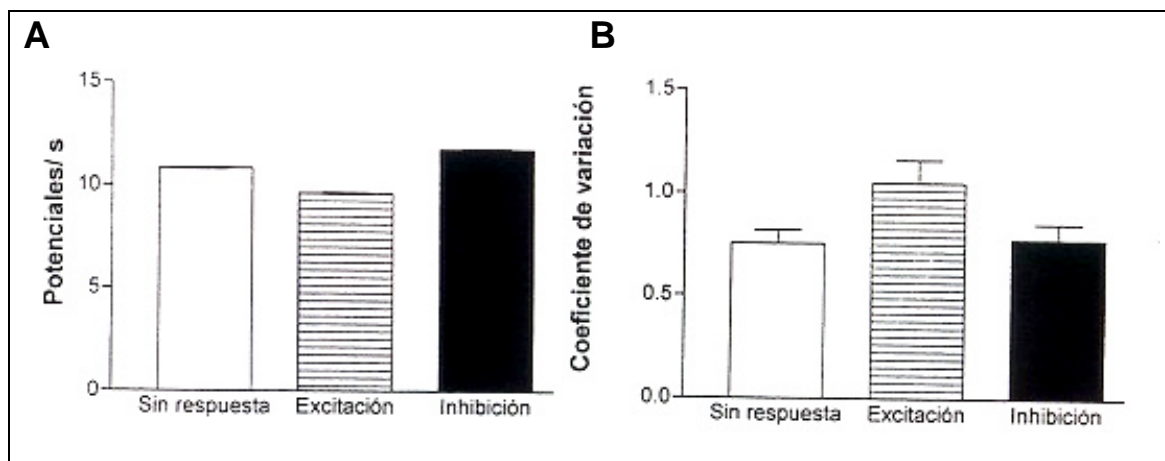 A
Potenciales/ s
15
10
5
0
Sin respuesta
Excitación
Inhibición
B
Coeficiente de variación
1.5
1.0
0.5
0.0
Sin respuesta
Excitación
Inhibición